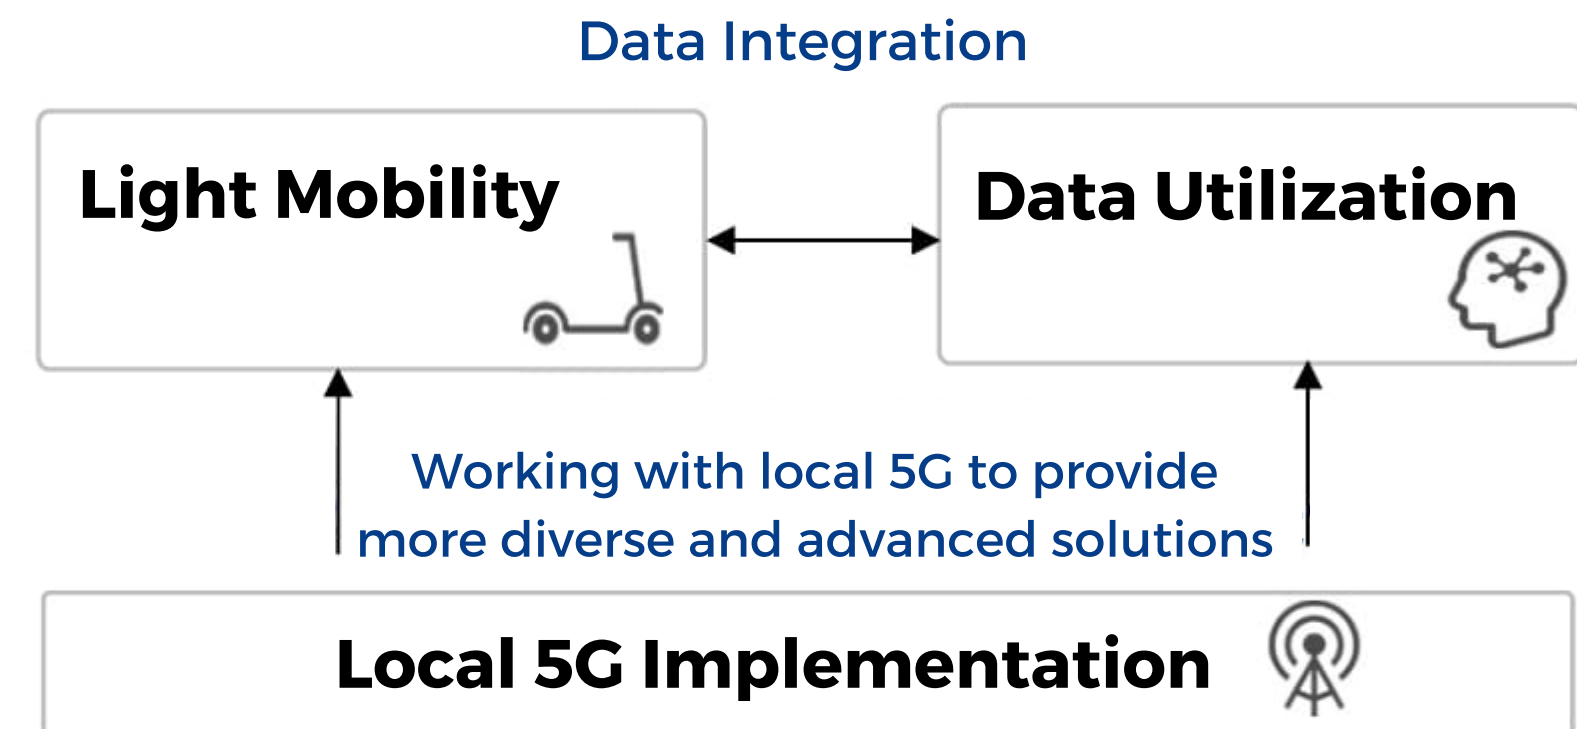 Data Integration
Light Mobility
Data Utilization
Working with local 5G to provide
more diverse and advanced solutions
Local 5G Implementation